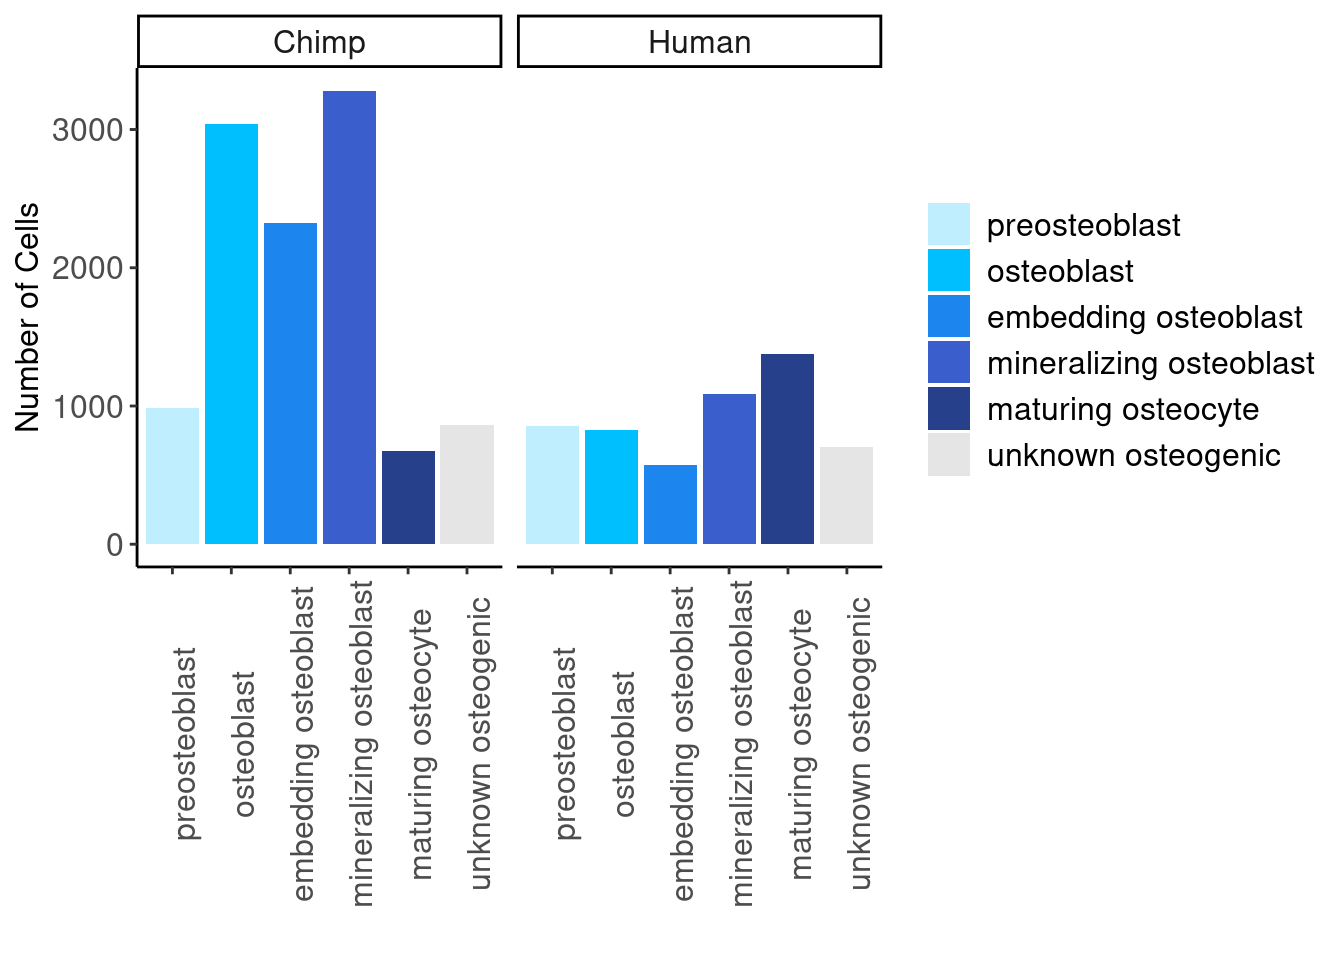 Chimp
Human
Number of Cells
3000
2000
1000
0
preosteoblast
osteoblast
embedding osteoblast
mineralizing osteoblast
maturing osteocyte
unknown osteogenic
preosteoblast
osteoblast
embedding osteoblast
mineralizing osteoblast
maturing osteocyte
unknown osteogenic
preosteoblast
osteoblast
embedding osteoblast
mineralizing osteoblast
maturing osteocyte
unknown osteogenic